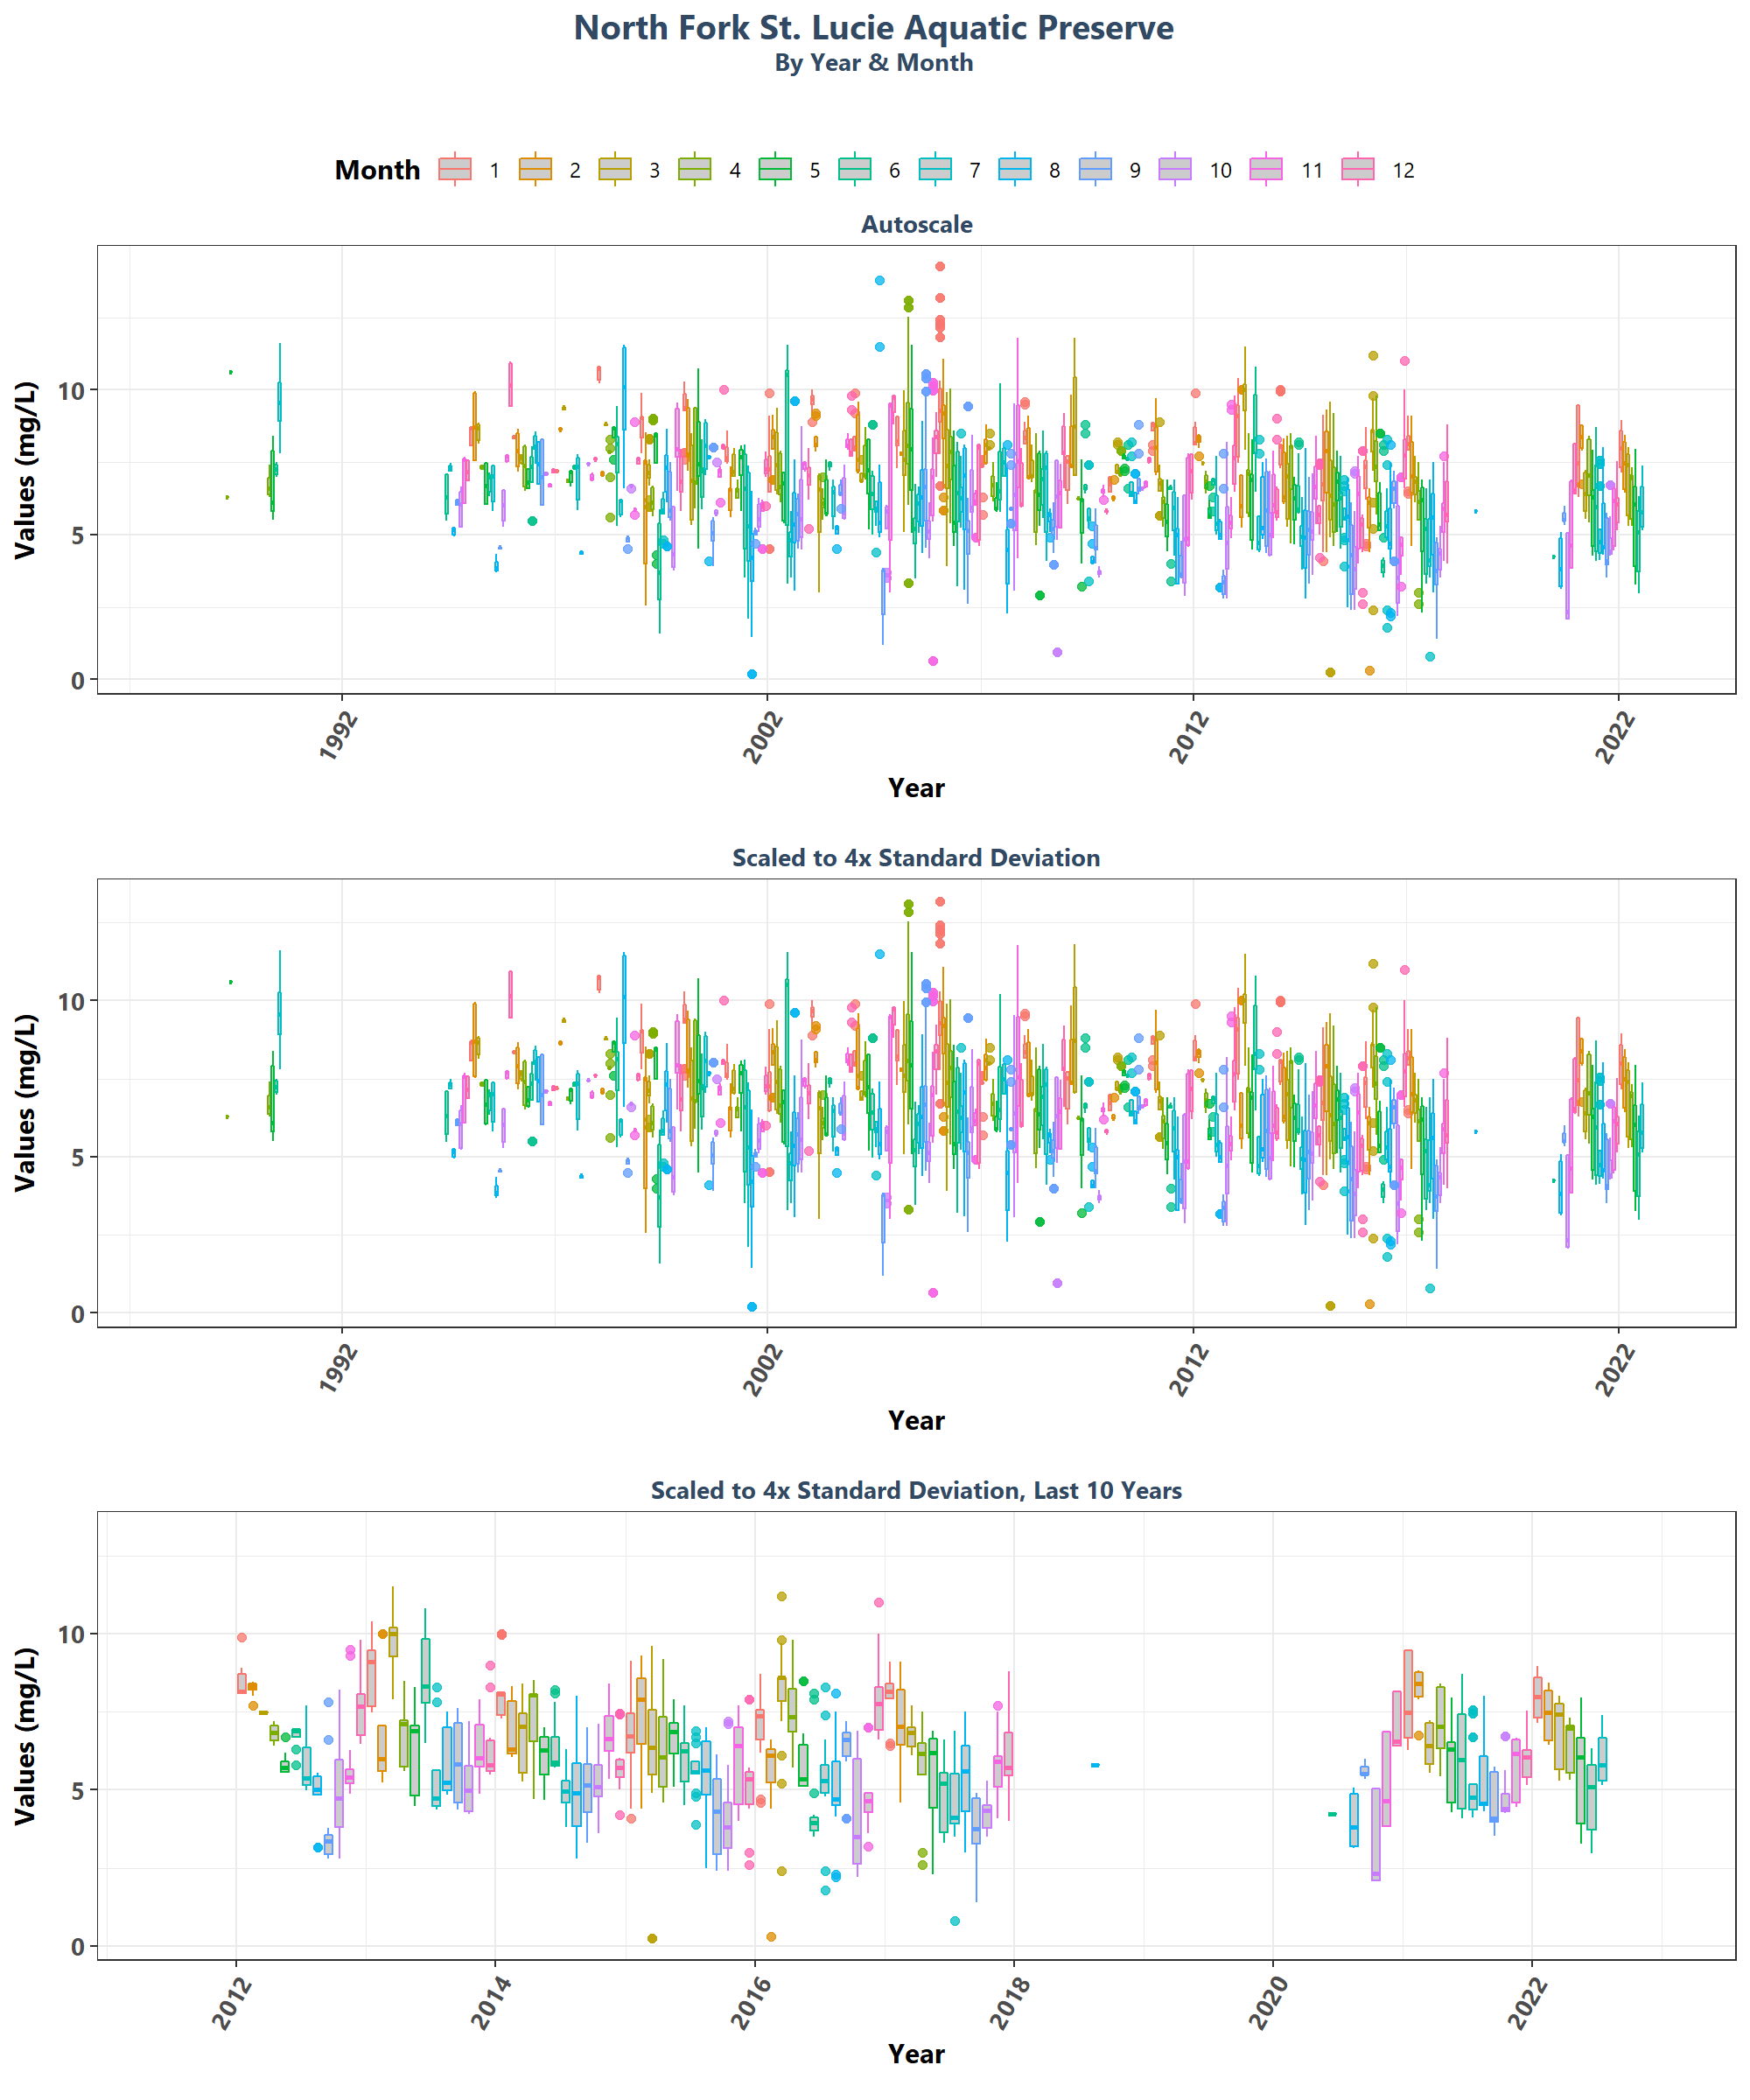 North Fork St. Lucie Aquatic Preserve
By Year & Month
Month 1 2 3 4 5 6 7 8 9 10 11 12
Autoscale
Values (mg/L)
10
5
0
1992 2002 2012 2022
Year
Scaled to 4x Standard Deviation
Values (mg/L)
10
5
0
1992 2002 2012 2022
Year
Scaled to 4x Standard Deviation, Last 10 Years
Values (mg/L)
10
5
0
2012 2014 2016 2018 2020 2022
Year